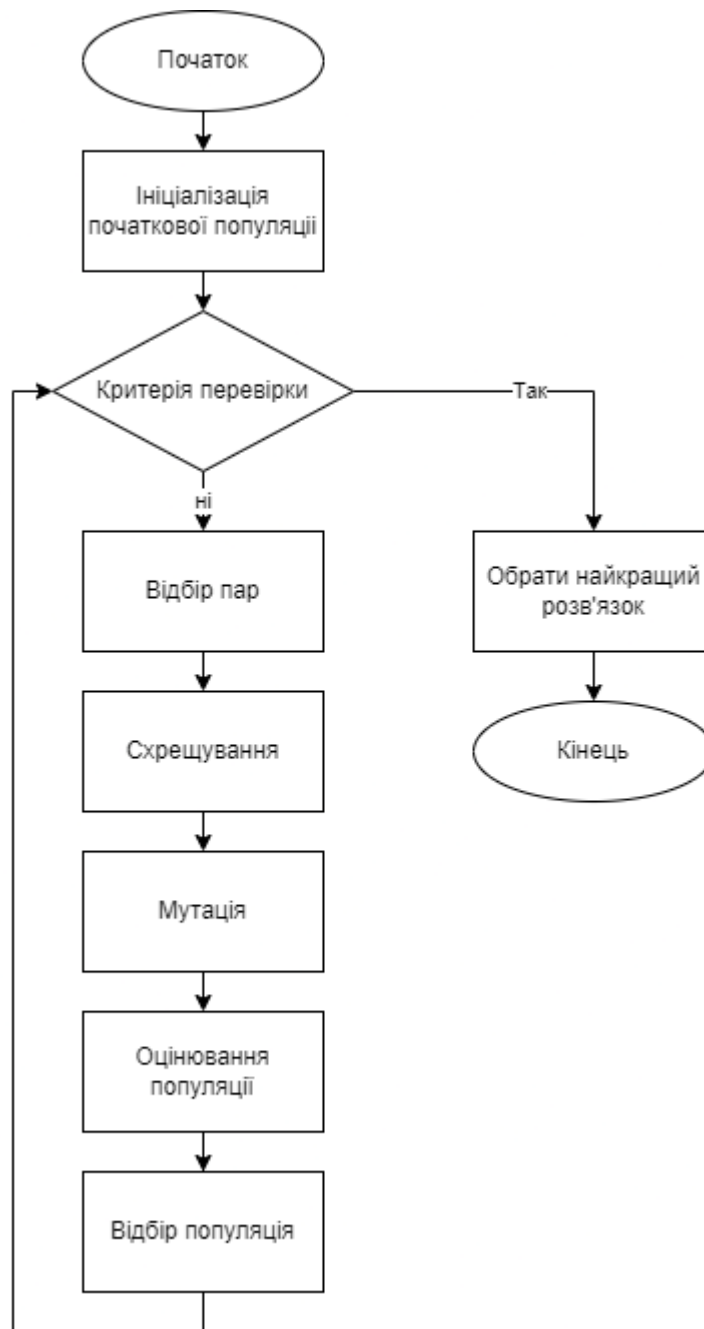 Початок
Ініціалізація
початкової популяціі
Критерія перевірки
Так
ні
Відбір пар
Обрати найкращий
розв'язок
Схрещування
Кінець
Мутація
Оцінювання
популяції
Відбір популяція